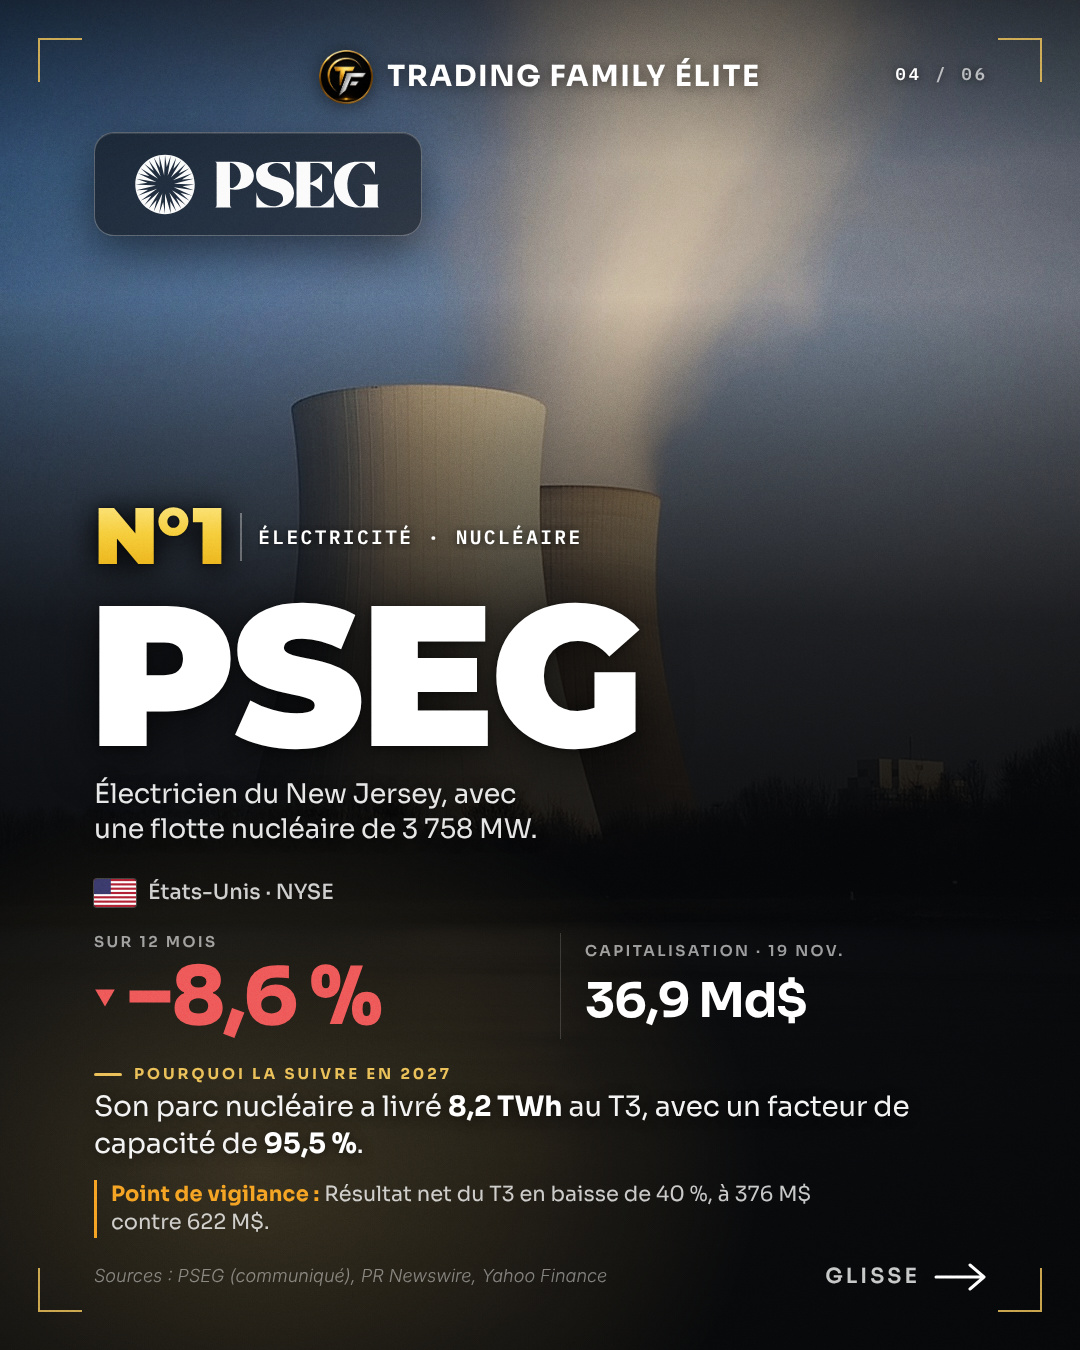 TF TRADING FAMILY ÉLITE
04 / 06
PSEG
N°1
ÉLECTRICITÉ · NUCLÉAIRE
PSEG
Électricien du New Jersey, avec
une flotte nucléaire de 3 758 MW.
États-Unis · NYSE
SUR 12 MOIS
▼ −8,6 %
CAPITALISATION · 19 NOV.
36,9 Md$
POURQUOI LA SUIVRE EN 2027
Son parc nucléaire a livré 8,2 TWh au T3, avec un facteur de
capacité de 95,5 %.
Point de vigilance : Résultat net du T3 en baisse de 40 %, à 376 M$
contre 622 M$.
Sources : PSEG (communiqué), PR Newswire, Yahoo Finance
GLISSE